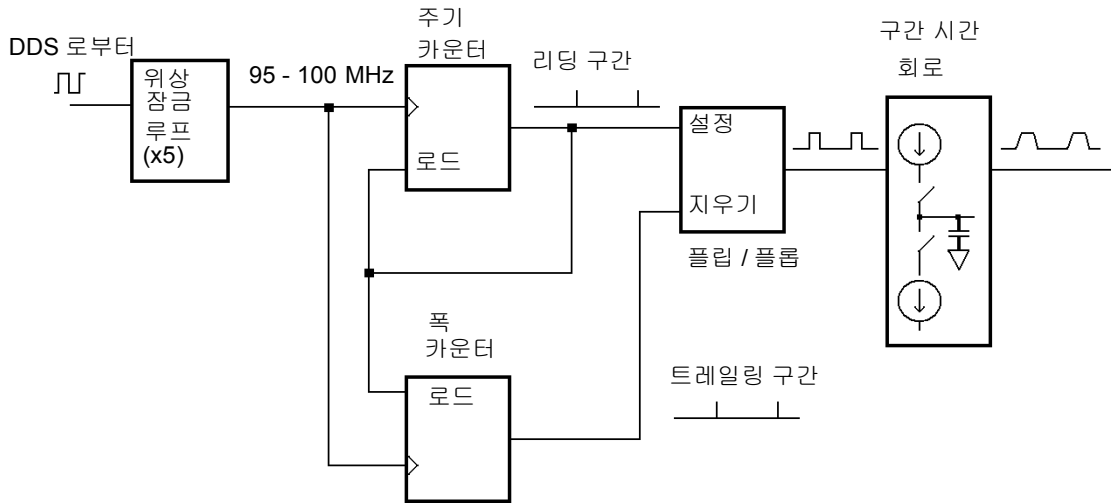 DDS 로부터
위상
잠금
루프
(x5)
95 - 100 MHz
주기
카운터
로드
리딩 구간
설정
지우기
플립 / 플롭
구간 시간
회로
폭
카운터
로드
트레일링 구간